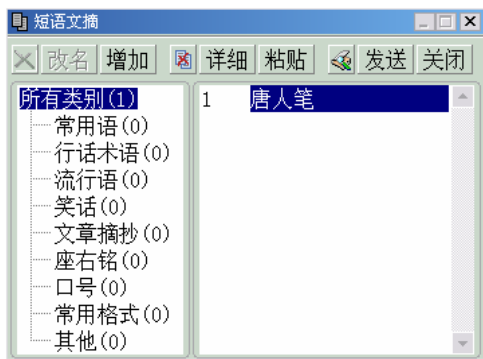 短语文摘
改名 增加 详细 粘贴 发送 关闭
所有类别(1)
常用语(0)
行话术语(0)
流行语(0)
笑话(0)
文章摘抄(0)
座右铭(0)
口号(0)
常用格式(0)
其他(0)
1 唐人笔